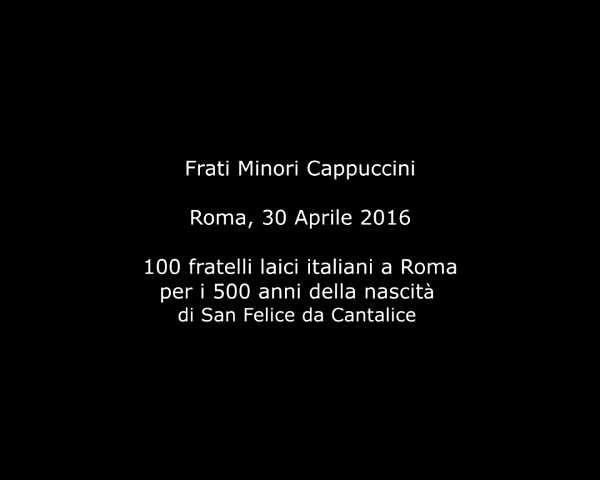 Frati Minori Cappuccini
Roma, 30 Aprile 2016
100 fratelli laici italiani a Roma
per i 500 anni della nascità
di San Felice da Cantalice